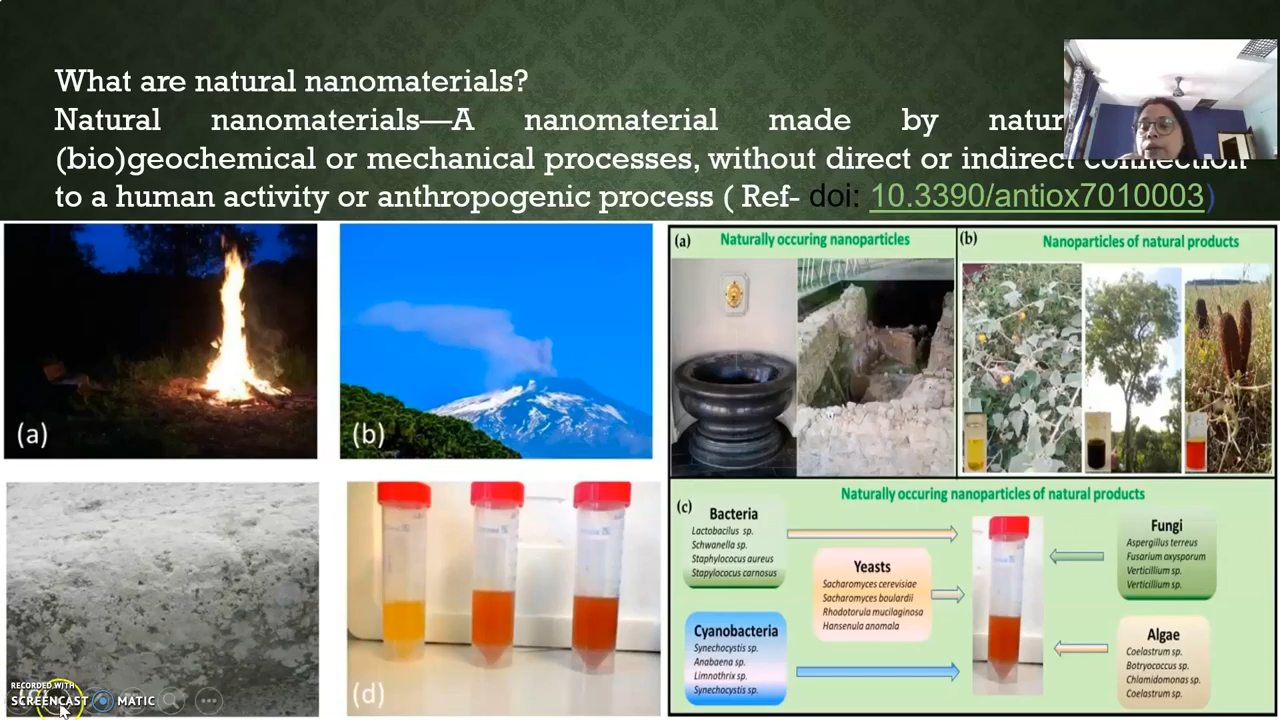 What are natural nanomaterials?
Natural nanomaterials—A nanomaterial made by
(bio)geochemical or mechanical processes, without direct or indirect connection
to a human activity or anthropogenic process ( Ref- doi: 10.3390/antiox7010003)
(a)
(b)
(d)
(a) Naturally occuring nanoparticles
(b) Nanoparticles of natural products
(c) Naturally occuring nanoparticles of natural products
Bacteria
Lactobacilus sp.
Schwanella sp.
Staphylococus aureus
Stapylococus carnosus
Yeasts
Sacharomyces cerevisiae
Sacharomyces boulardii
Rhodotorula mucilaginosa
Hansenula anomala
Cyanobacteria
Synechocystis sp.
Anabaena sp.
Limnothrix sp.
Synechocystis sp.
Fungi
Aspergillus terreus
Fusarium oxysporum
Verticillium sp.
Verticillium sp.
Algae
Coelastrum sp.
Botryococcus sp.
Chlamidomonas sp.
Coelastrum sp.
RECORDED WITH
SCREENCAST MATIC